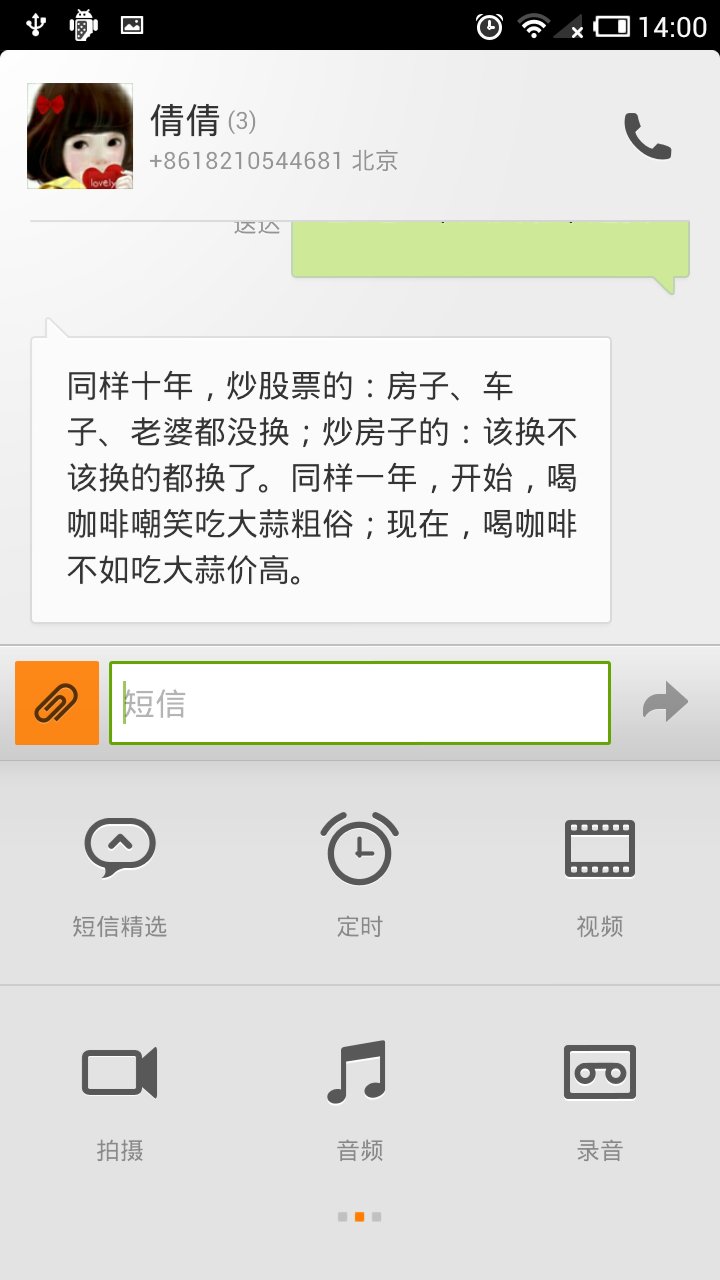 14:00
倩倩 (3)
+8618210544681 北京
lovely
送达
同样十年，炒股票的：房子、车
子、老婆都没换；炒房子的：该换不
该换的都换了。同样一年，开始，喝
咖啡嘲笑吃大蒜粗俗；现在，喝咖啡
不如吃大蒜价高。
短信
短信精选
定时
视频
拍摄
音频
录音